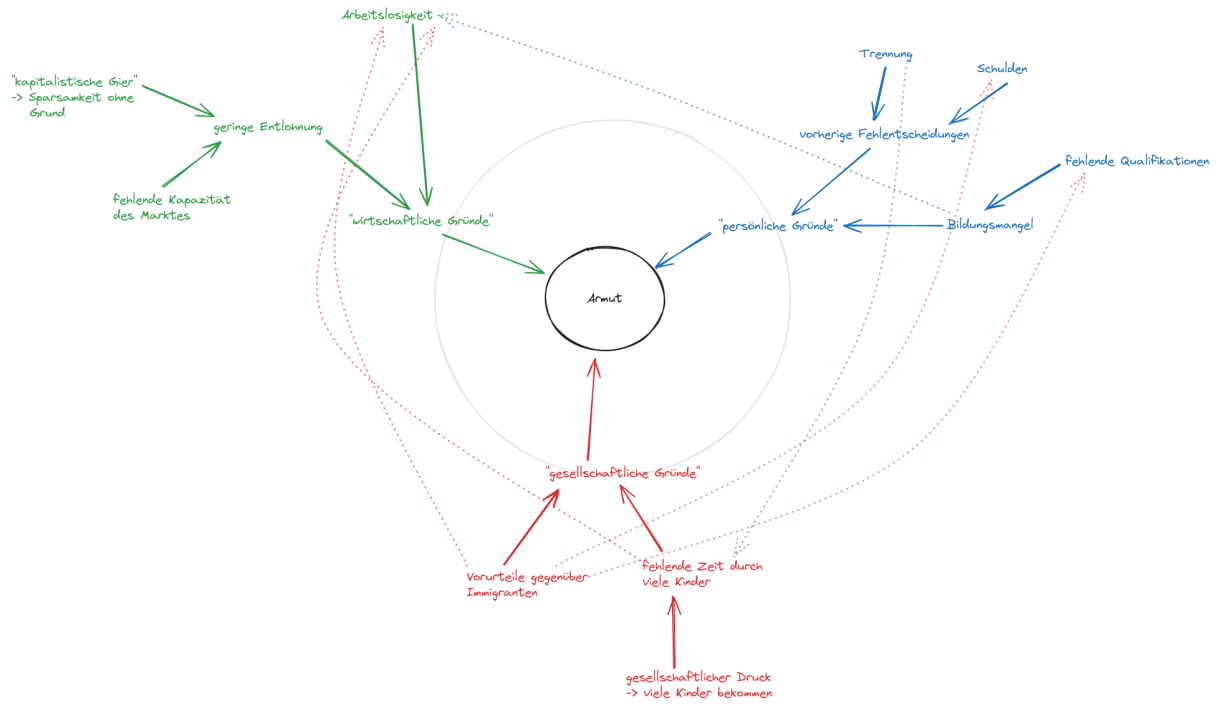 Arbeitslosigkeit
Trennung
Schulden
"kapitalistische Gier"
-> Sparsamkeit ohne
Grund
geringe Entlohnung
vorherige Fehlentscheidungen
fehlende Qualifikationen
fehlende Kapazität
des Marktes
"wirtschaftliche Gründe"
"persönliche Gründe"
Bildungsmangel
Armut
"gesellschaftliche Gründe"
Vorurteile gegenüber
Immigranten
fehlende Zeit durch
viele Kinder
gesellschaftlicher Druck
-> viele Kinder bekommen